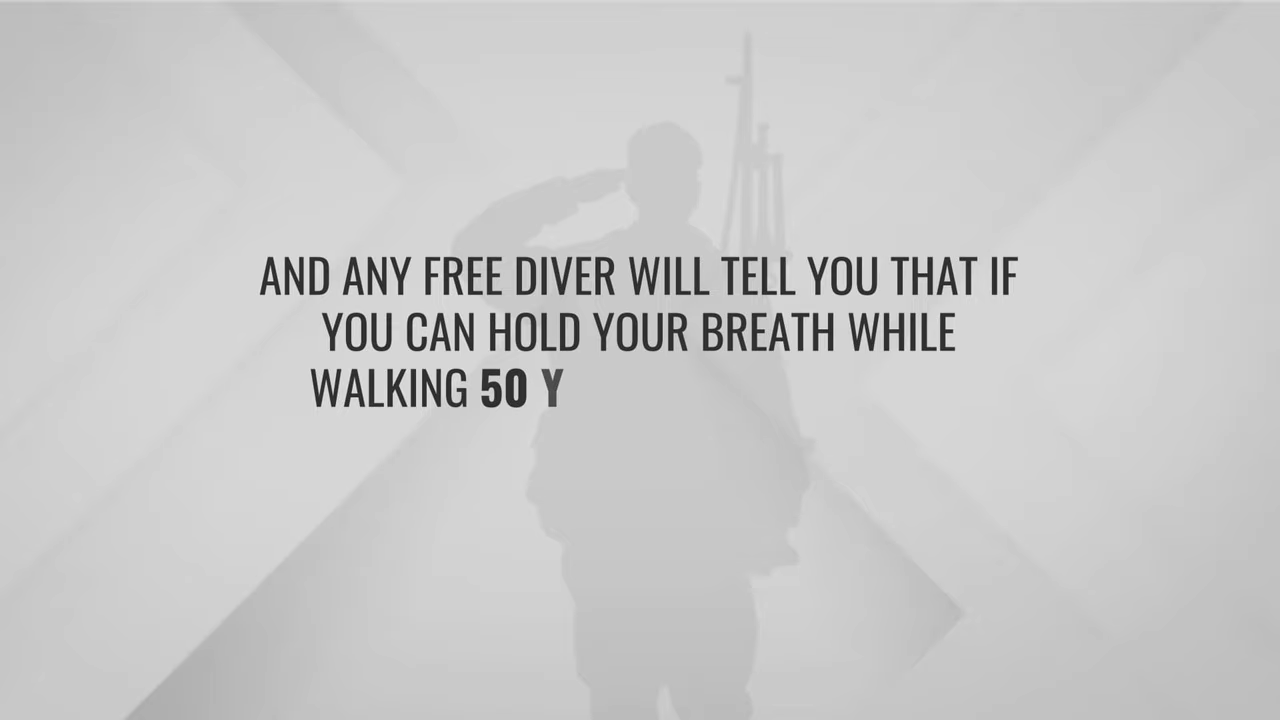 AND ANY FREE DIVER WILL TELL YOU THAT IF
YOU CAN HOLD YOUR BREATH WHILE
WALKING 50 Y